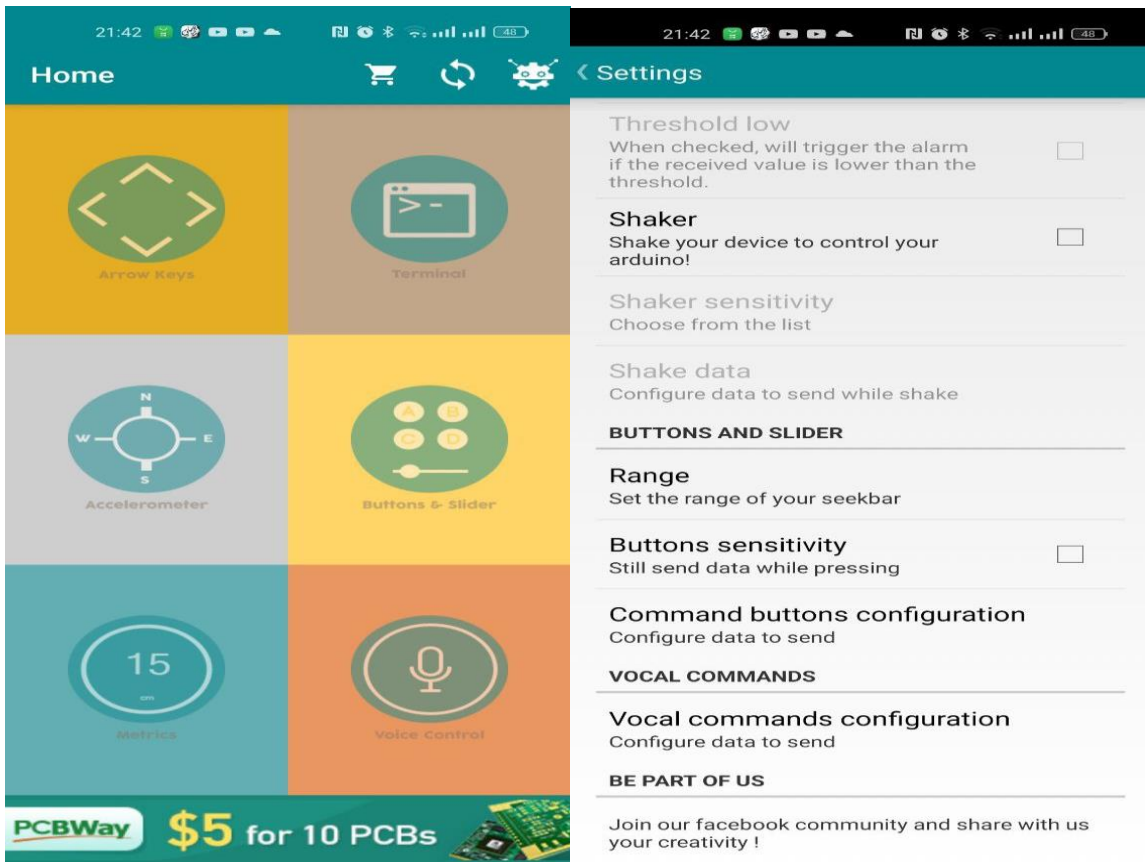 21:42
48
Home
Arrow Keys
>-
Terminal
N
W
E
S
Accelerometer
A B
C D
Buttons & Slider
15
cm
Metrics
Voice Control
PCBWay $5 for 10 PCBs
21:42
48
Settings
Threshold low
When checked, will trigger the alarm
if the received value is lower than the
threshold.
Shaker
Shake your device to control your
arduino!
Shaker sensitivity
Choose from the list
Shake data
Configure data to send while shake
BUTTONS AND SLIDER
Range
Set the range of your seekbar
Buttons sensitivity
Still send data while pressing
Command buttons configuration
Configure data to send
VOCAL COMMANDS
Vocal commands configuration
Configure data to send
BE PART OF US
Join our facebook community and share with us
your creativity !